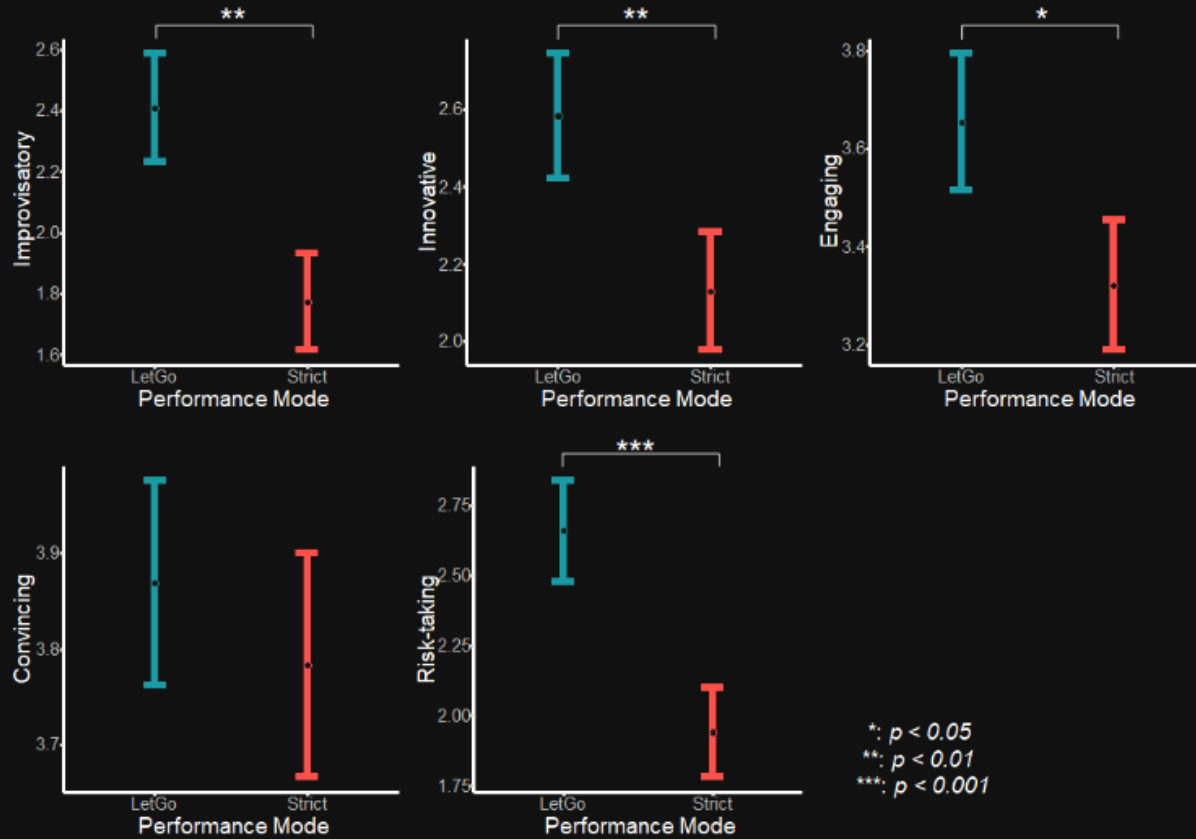 ** ** *
Improvisatory
2.6
2.4
2.2
2.0
1.8
1.6
LetGo Strict
Performance Mode
Innovative
2.6
2.4
2.2
2.0
LetGo Strict
Performance Mode
Engaging
3.8
3.6
3.4
3.2
LetGo Strict
Performance Mode
Convincing
3.9
3.8
3.7
LetGo Strict
Performance Mode
***
Risk-taking
2.75
2.50
2.25
2.00
1.75
LetGo Strict
Performance Mode
*: p < 0.05
**: p < 0.01
***: p < 0.001